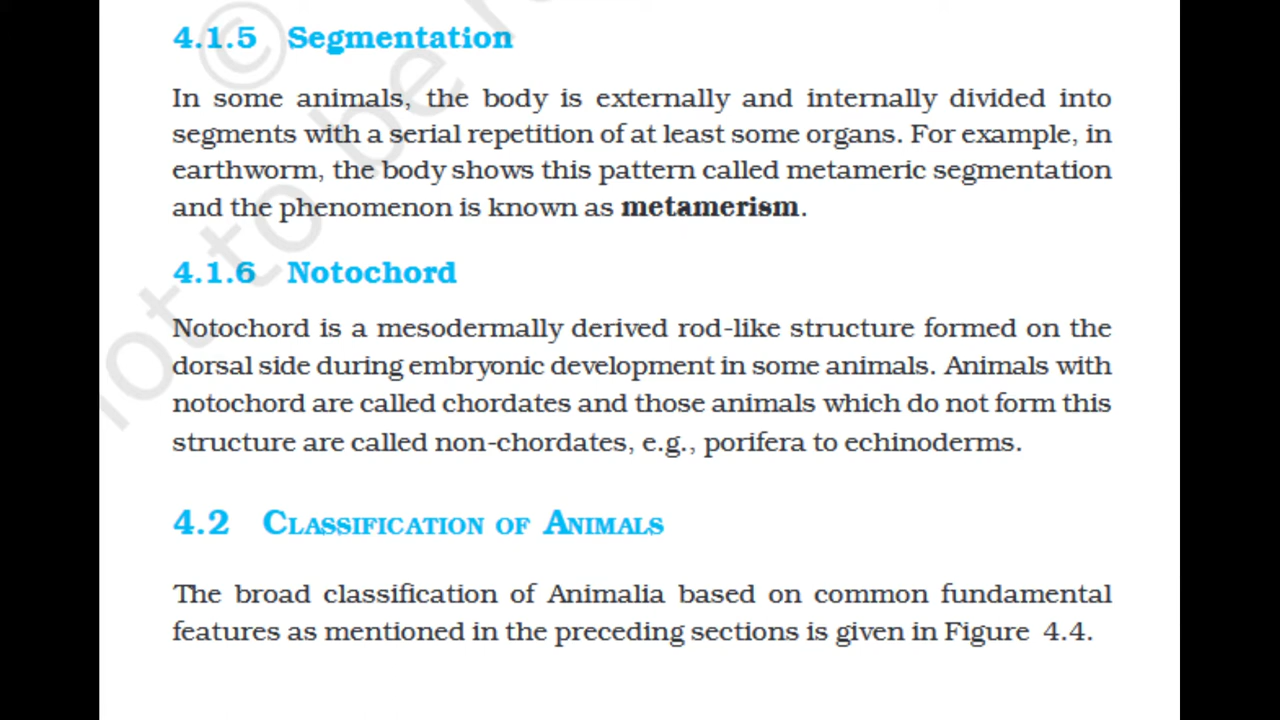 4.1.5 Segmentation
In some animals, the body is externally and internally divided into
segments with a serial repetition of at least some organs. For example, in
earthworm, the body shows this pattern called metameric segmentation
and the phenomenon is known as metamerism.
4.1.6 Notochord
Notochord is a mesodermally derived rod-like structure formed on the
dorsal side during embryonic development in some animals. Animals with
notochord are called chordates and those animals which do not form this
structure are called non-chordates, e.g., porifera to echinoderms.
4.2 CLASSIFICATION OF ANIMALS
The broad classification of Animalia based on common fundamental
features as mentioned in the preceding sections is given in Figure 4.4.
©
not to be